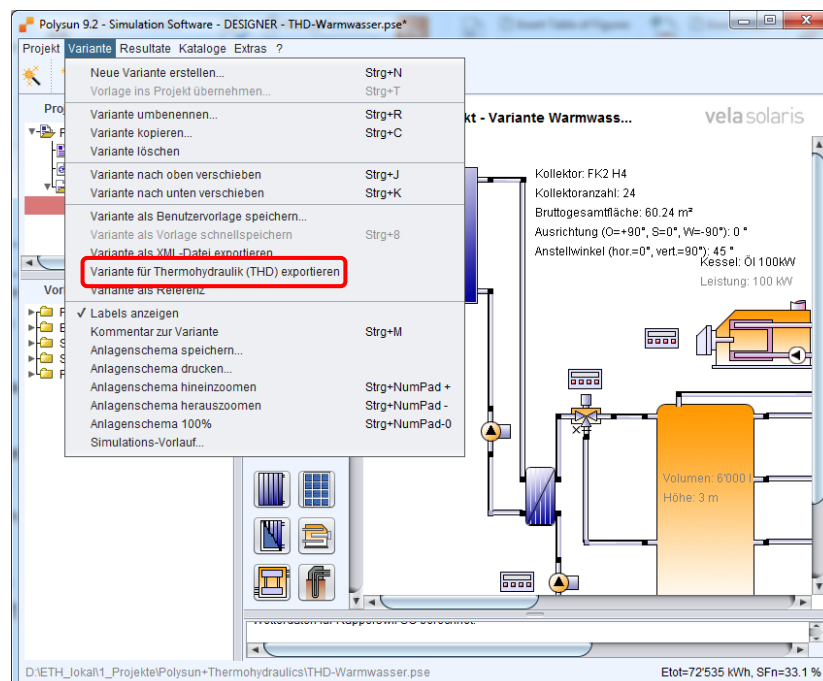 Polysun 9.2 - Simulation Software - DESIGNER - THD-Warmwasser.pse*
Projekt Variante Resultate Kataloge Extras ?
Neue Variante erstellen... Strg+N
Vorlage ins Projekt übernehmen... Strg+T
Variante umbenennen... Strg+R
Variante kopieren... Strg+C
Variante löschen
Variante nach oben verschieben Strg+J
Variante nach unten verschieben Strg+K
Variante als Benutzervorlage speichern...
Variante als Vorlage schnellspeichern Strg+8
Variante als XML-Datei exportieren
Variante für Thermohydraulik (THD) exportieren
Variante als Referenz
✓ Labels anzeigen
Kommentar zur Variante Strg+M
Anlagenschema speichern...
Anlagenschema drucken...
Anlagenschema hineinzoomen Strg+NumPad +
Anlagenschema herauszoomen Strg+NumPad -
Anlagenschema 100% Strg+NumPad-0
Simulations-Vorlauf...
Pro
Vor
kt - Variante Warmwass...
velasolaris
Kollektor: FK2 H4
Kollektoranzahl: 24
Bruttogesamtfläche: 60.24 m²
Ausrichtung (O=+90°, S=0°, W=-90°): 0 °
Anstellwinkel (hor.=0°, vert.=90°): 45 °
Kessel: Öl 100kW
Leistung: 100 kW
Volumen: 6'000 l
Höhe: 3 m
D:\ETH_lokal\1_Projekte\Polysun+Thermohydraulics\THD-Warmwasser.pse
Etot=72'535 kWh, SFn=33.1 %